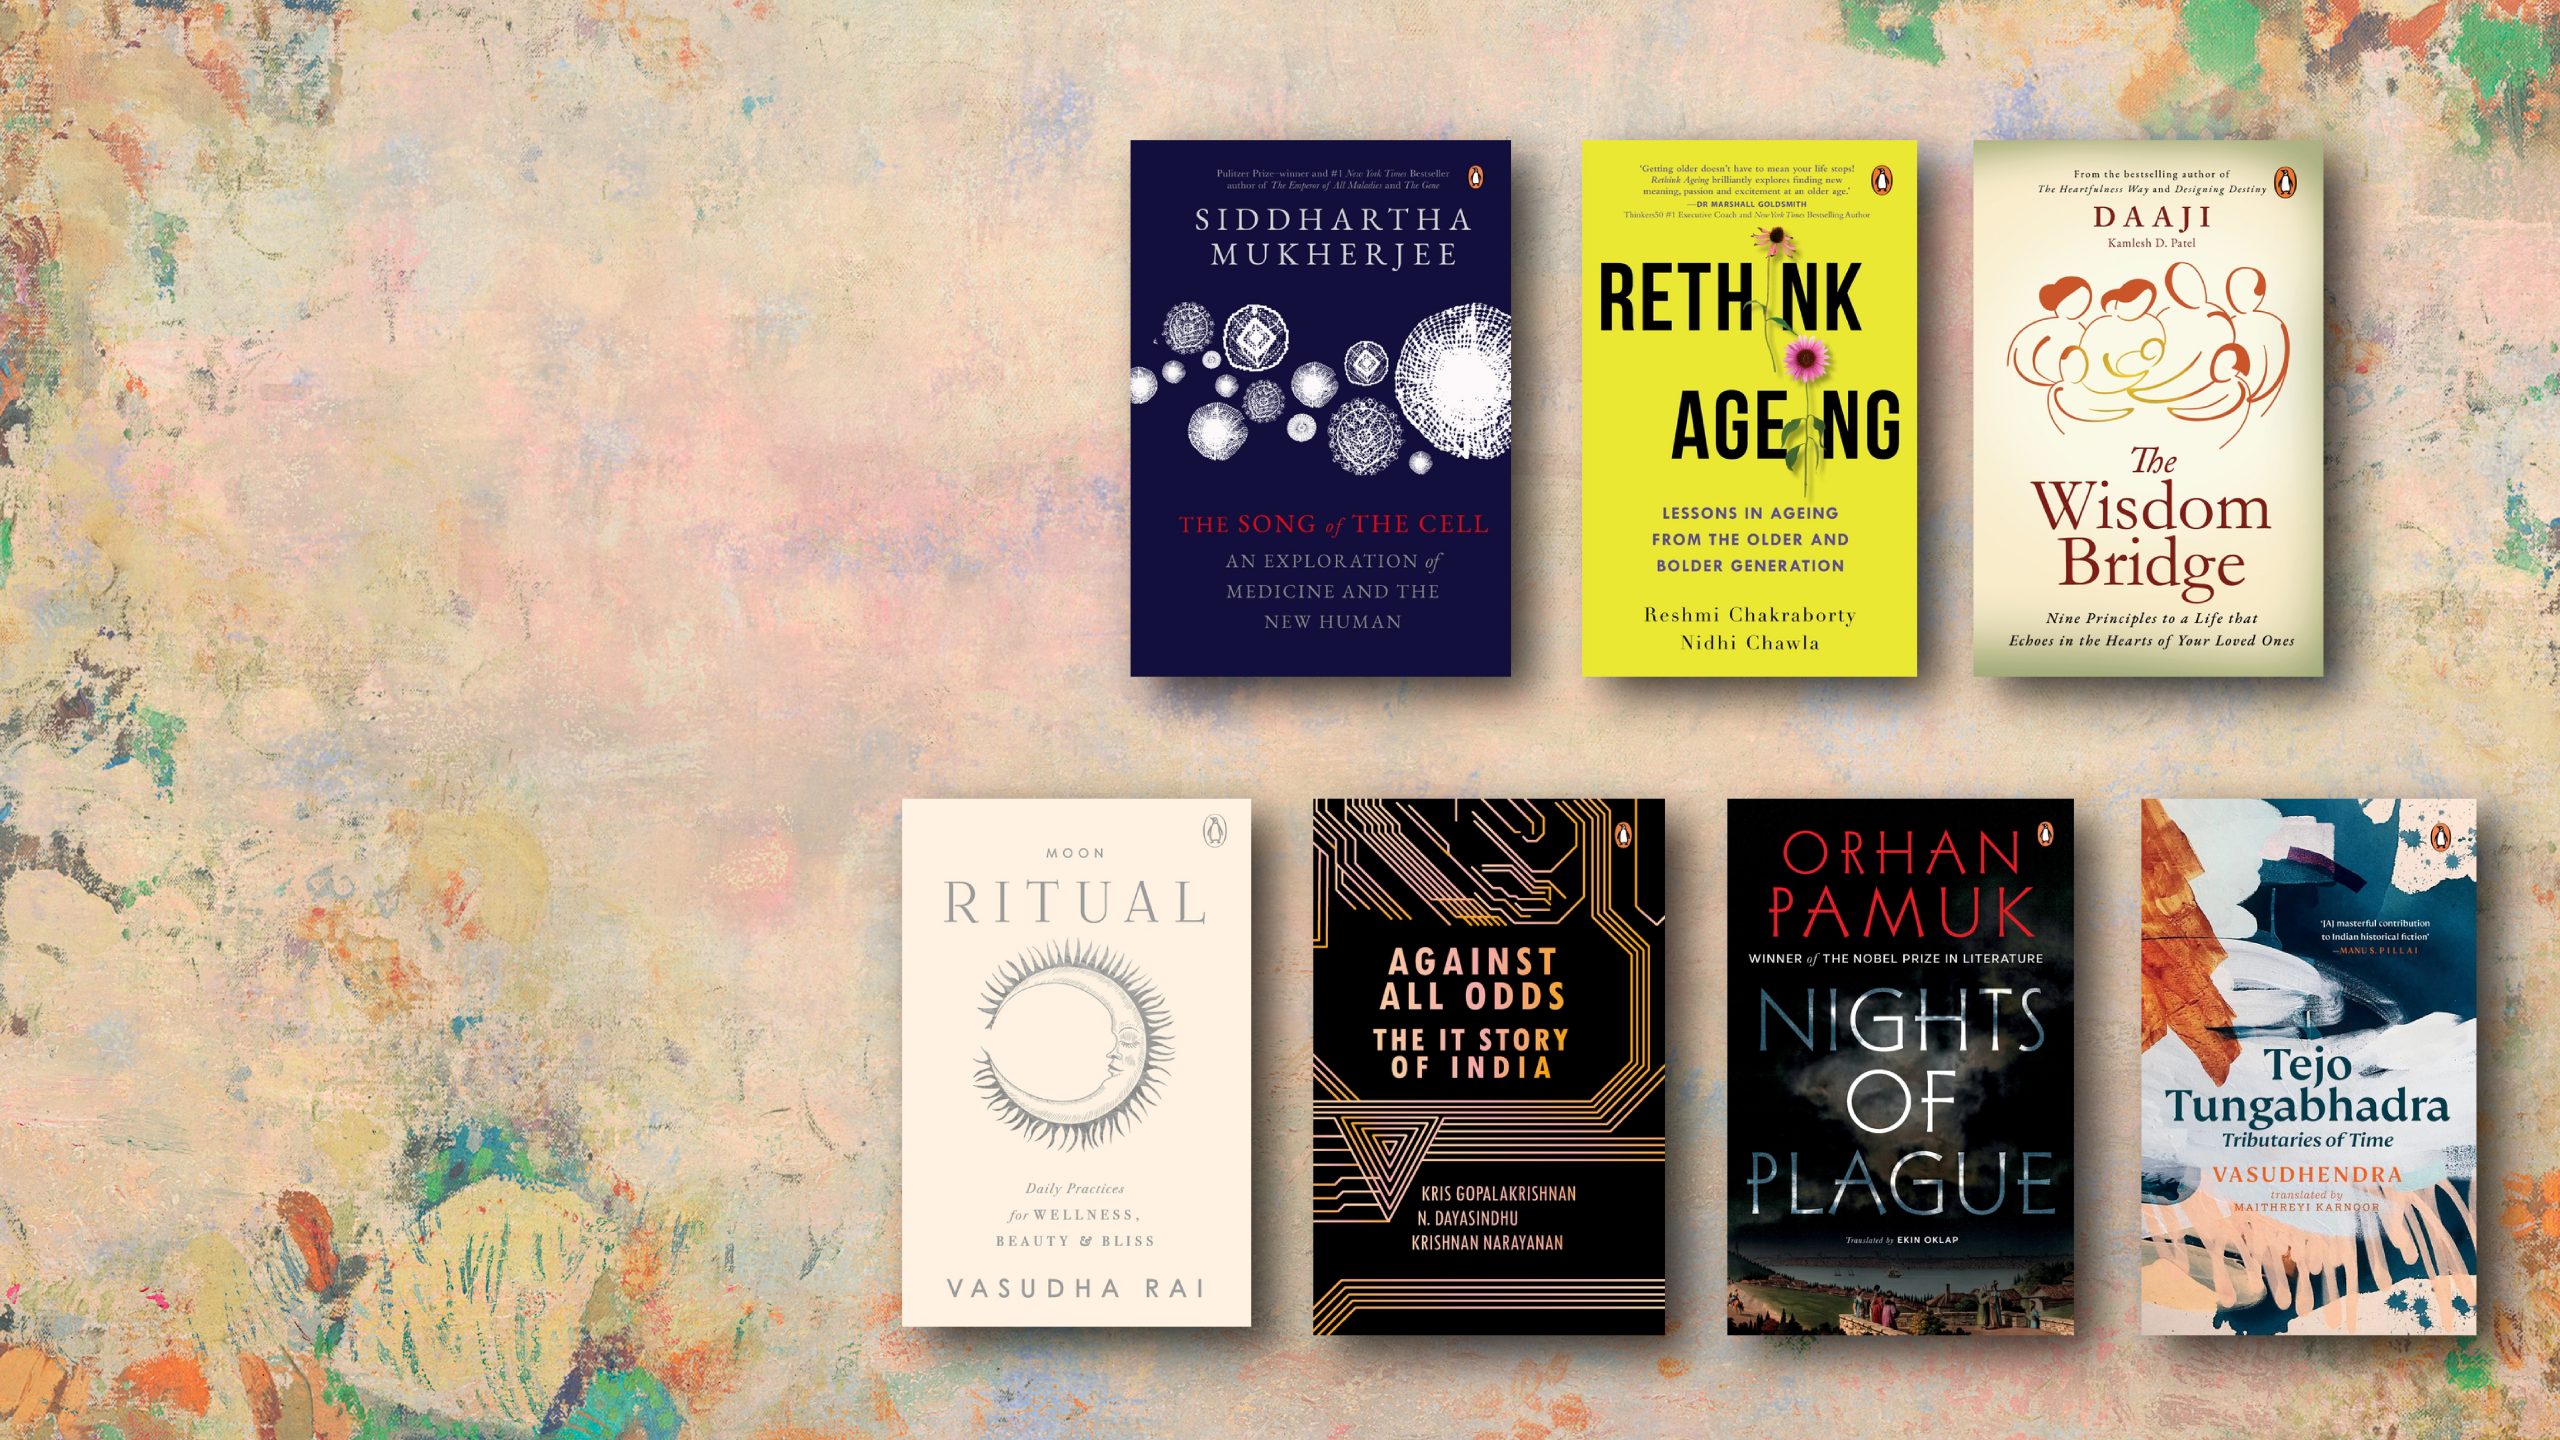 Pulitzer Prize–winner and #1 New York Times Bestseller
author of The Emperor of All Maladies and The Gene
SIDDHARTHA
MUKHERJEE
THE SONG of THE CELL
AN EXPLORATION of
MEDICINE AND THE
NEW HUMAN
‘Getting older doesn’t have to mean your life stops!
Rethink Ageing brilliantly explores finding new
meaning, passion and excitement at an older age.’
—DR MARSHALL GOLDSMITH
Thinkers50 #1 Executive Coach and New York Times Bestselling Author
RETHINK
AGEING
LESSONS IN AGEING
FROM THE OLDER AND
BOLDER GENERATION
Reshmi Chakraborty
Nidhi Chawla
From the bestselling author of
The Heartfulness Way and Designing Destiny
DAAJI
Kamlesh D. Patel
The
Wisdom
Bridge
Nine Principles to a Life that
Echoes in the Hearts of Your Loved Ones
MOON
RITUAL
Daily Practices
for WELLNESS,
BEAUTY & BLISS
VASUDHA RAI
AGAINST
ALL ODDS
THE IT STORY
OF INDIA
KRIS GOPALAKRISHNAN
N. DAYASINDHU
KRISHNAN NARAYANAN
ORHAN
PAMUK
WINNER of THE NOBEL PRIZE IN LITERATURE
NIGHTS
OF
PLAGUE
Translated by EKIN OKLAP
‘[A] masterful contribution
to Indian historical fiction’
—MANU S. PILLAI
Tejo
Tungabhadra
Tributaries of Time
VASUDHENDRA
translated by
MAITHREYI KARNOOR